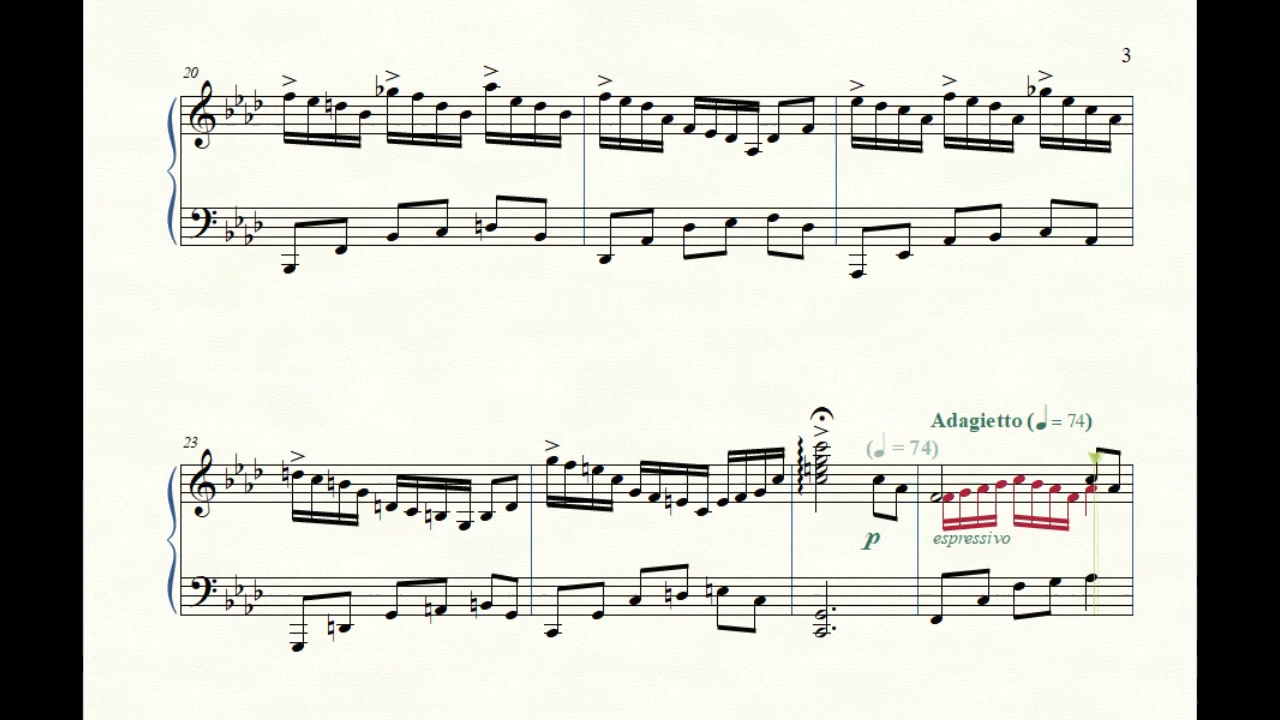 3
20
23
Adagietto (♩ = 74)
(♩ = 74)
p
espressivo